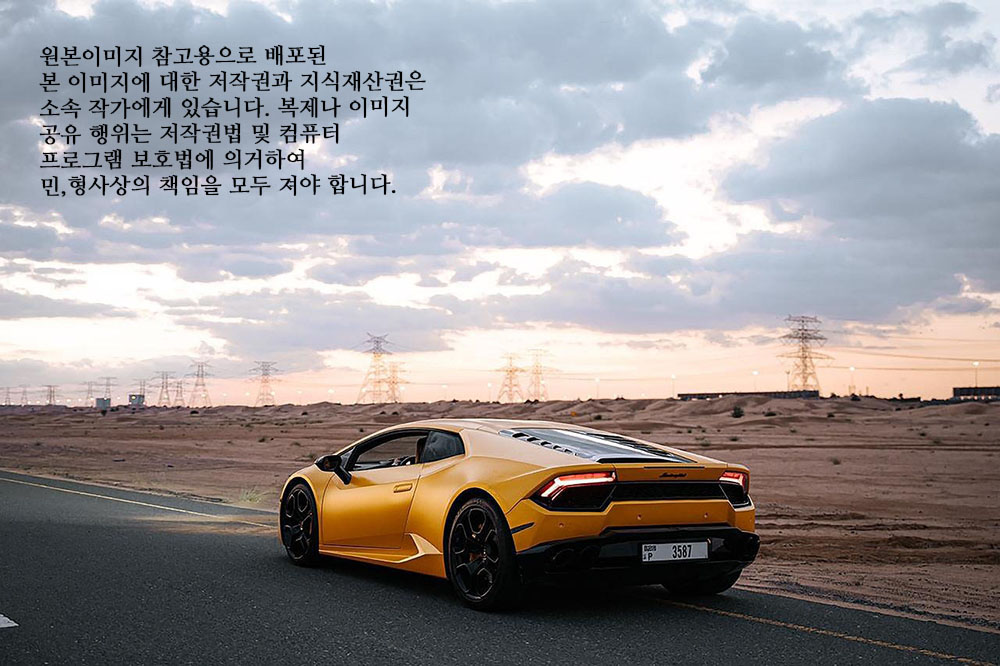 원본이미지 참고용으로 배포된
본 이미지에 대한 저작권과 지식재산권은
소속 작가에게 있습니다. 복제나 이미지
공유 행위는 저작권법 및 컴퓨터
프로그램 보호법에 의거하여
민,형사상의 책임을 모두 져야 합니다.
Lamborghini
P 3587